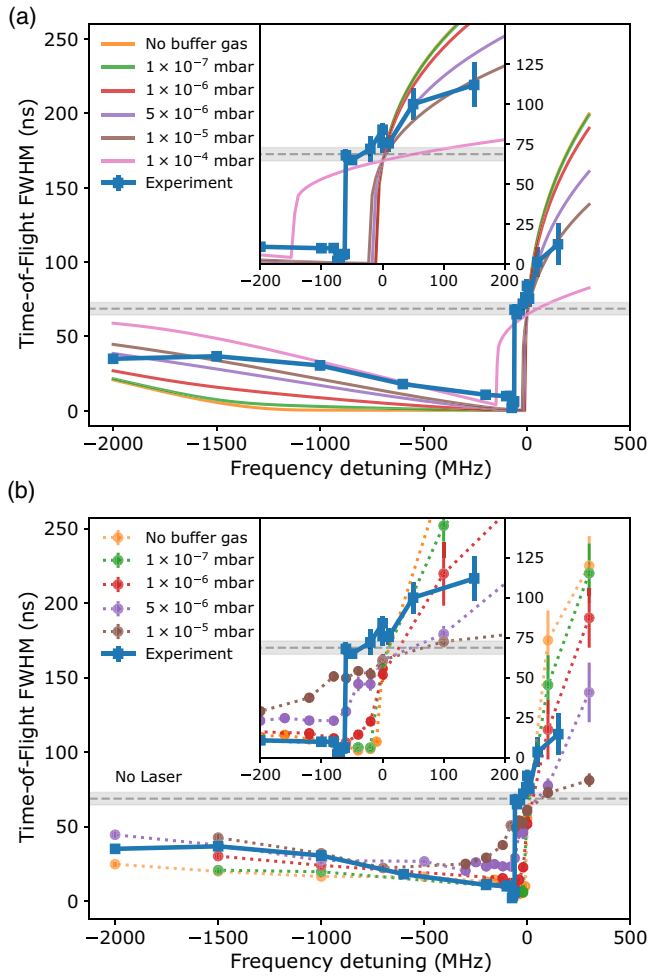 (a)
Time-of-Flight FWHM (ns)
250
200
150
100
50
0
No buffer gas
1 × 10⁻⁷ mbar
1 × 10⁻⁶ mbar
5 × 10⁻⁶ mbar
1 × 10⁻⁵ mbar
1 × 10⁻⁴ mbar
Experiment
125
100
75
50
25
0
−200 −100 0 100 200
−2000 −1500 −1000 −500 0 500
Frequency detuning (MHz)
(b)
Time-of-Flight FWHM (ns)
250
200
150
100
50
0
No buffer gas
1 × 10⁻⁷ mbar
1 × 10⁻⁶ mbar
5 × 10⁻⁶ mbar
1 × 10⁻⁵ mbar
Experiment
125
100
75
50
25
0
−200 −100 0 100 200
No Laser
−2000 −1500 −1000 −500 0 500
Frequency detuning (MHz)